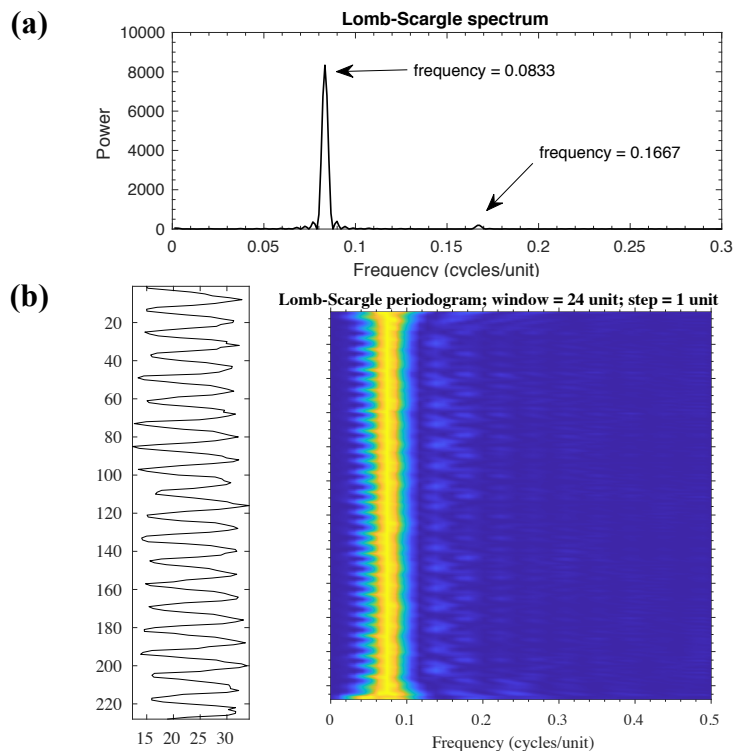 (a)
Lomb-Scargle spectrum
10000
8000
6000
4000
2000
0
Power
frequency = 0.0833
frequency = 0.1667
0 0.05 0.1 0.15 0.2 0.25 0.3
Frequency (cycles/unit)
(b)
Lomb-Scargle periodogram; window = 24 unit; step = 1 unit
20
40
60
80
100
120
140
160
180
200
220
15 20 25 30
0 0.1 0.2 0.3 0.4 0.5
Frequency (cycles/unit)